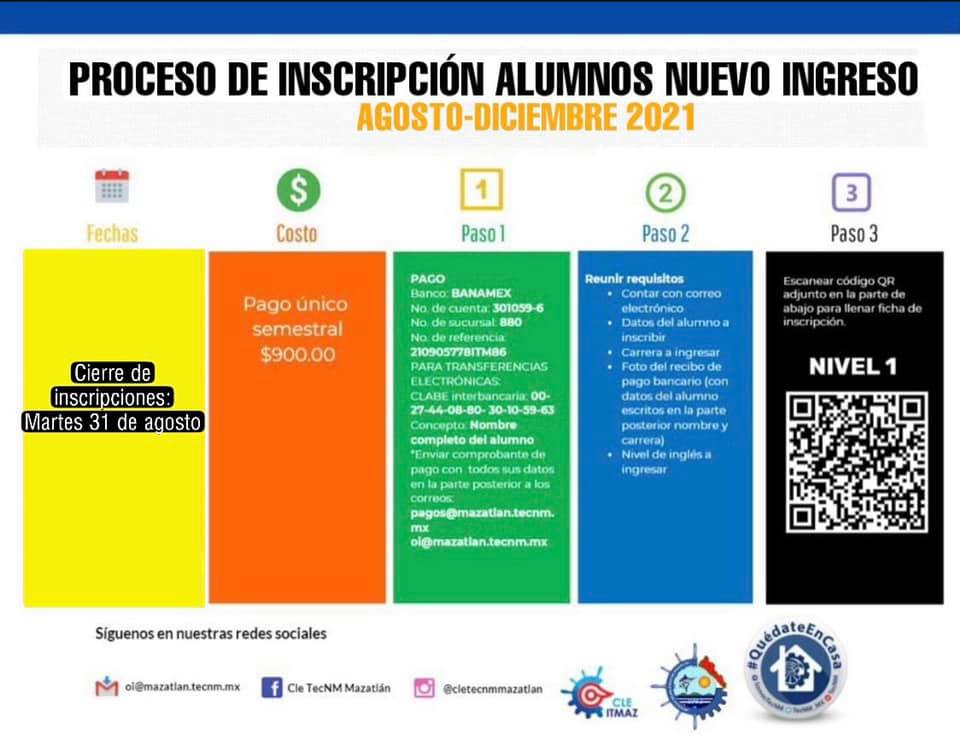 PROCESO DE INSCRIPCIÓN ALUMNOS NUEVO INGRESO
AGOSTO-DICIEMBRE 2021
Fechas
Cierre de
inscripciones:
Martes 31 de agosto
$
Costo
Pago único
semestral
$900.00
1
Paso 1
PAGO
Banco: BANAMEX
No. de cuenta: 301059-6
No. de sucursal: 880
No. de referencia:
210905778ITM86
PARA TRANSFERENCIAS
ELECTRÓNICAS:
CLABE interbancaria: 00-
27-44-08-80- 30-10-59-63
Concepto: Nombre
completo del alumno
*Enviar comprobante de
pago con todos sus datos
en la parte posterior a los
correos:
pagos@mazatlan.tecnm.
mx
oi@mazatlan.tecnm.mx
2
Paso 2
Reunir requisitos
• Contar con correo
electrónico
• Datos del alumno a
inscribir
• Carrera a ingresar
• Foto del recibo de
pago bancario (con
datos del alumno
escritos en la parte
posterior nombre y
carrera)
• Nivel de inglés a
ingresar
3
Paso 3
Escanear código QR
adjunto en la parte de
abajo para llenar ficha de
inscripción.
NIVEL 1
Síguenos en nuestras redes sociales
oi@mazatlan.tecnm.mx
Cle TecNM Mazatlán
@cletecnmmazatlan
CLE
ITMAZ
#QuédateEnCasa